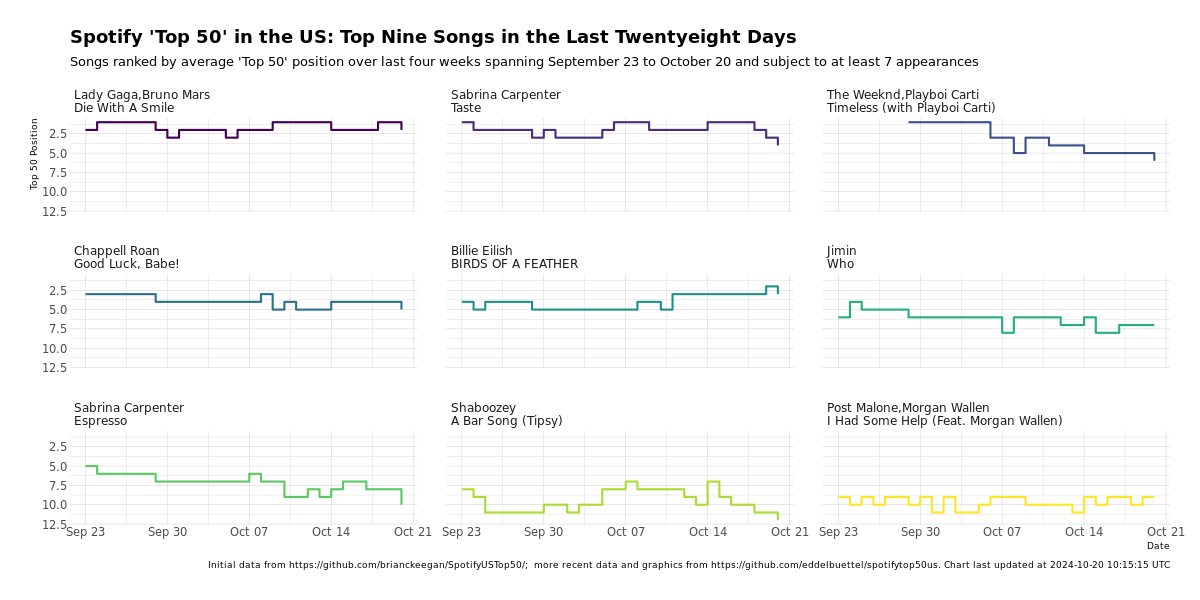 Spotify 'Top 50' in the US: Top Nine Songs in the Last Twentyeight Days
Songs ranked by average 'Top 50' position over last four weeks spanning September 23 to October 20 and subject to at least 7 appearances
Lady Gaga,Bruno Mars
Die With A Smile
Sabrina Carpenter
Taste
The Weeknd,Playboi Carti
Timeless (with Playboi Carti)
Top 50 Position
2.5
5.0
7.5
10.0
12.5
Chappell Roan
Good Luck, Babe!
Billie Eilish
BIRDS OF A FEATHER
Jimin
Who
2.5
5.0
7.5
10.0
12.5
Sabrina Carpenter
Espresso
Shaboozey
A Bar Song (Tipsy)
Post Malone,Morgan Wallen
I Had Some Help (Feat. Morgan Wallen)
2.5
5.0
7.5
10.0
12.5
Sep 23 Sep 30 Oct 07 Oct 14 Oct 21
Sep 23 Sep 30 Oct 07 Oct 14 Oct 21
Sep 23 Sep 30 Oct 07 Oct 14 Oct 21
Date
Initial data from https://github.com/brianckeegan/SpotifyUSTop50/;  more recent data and graphics from https://github.com/eddelbuettel/spotifytop50us. Chart last updated at 2024-10-20 10:15:15 UTC